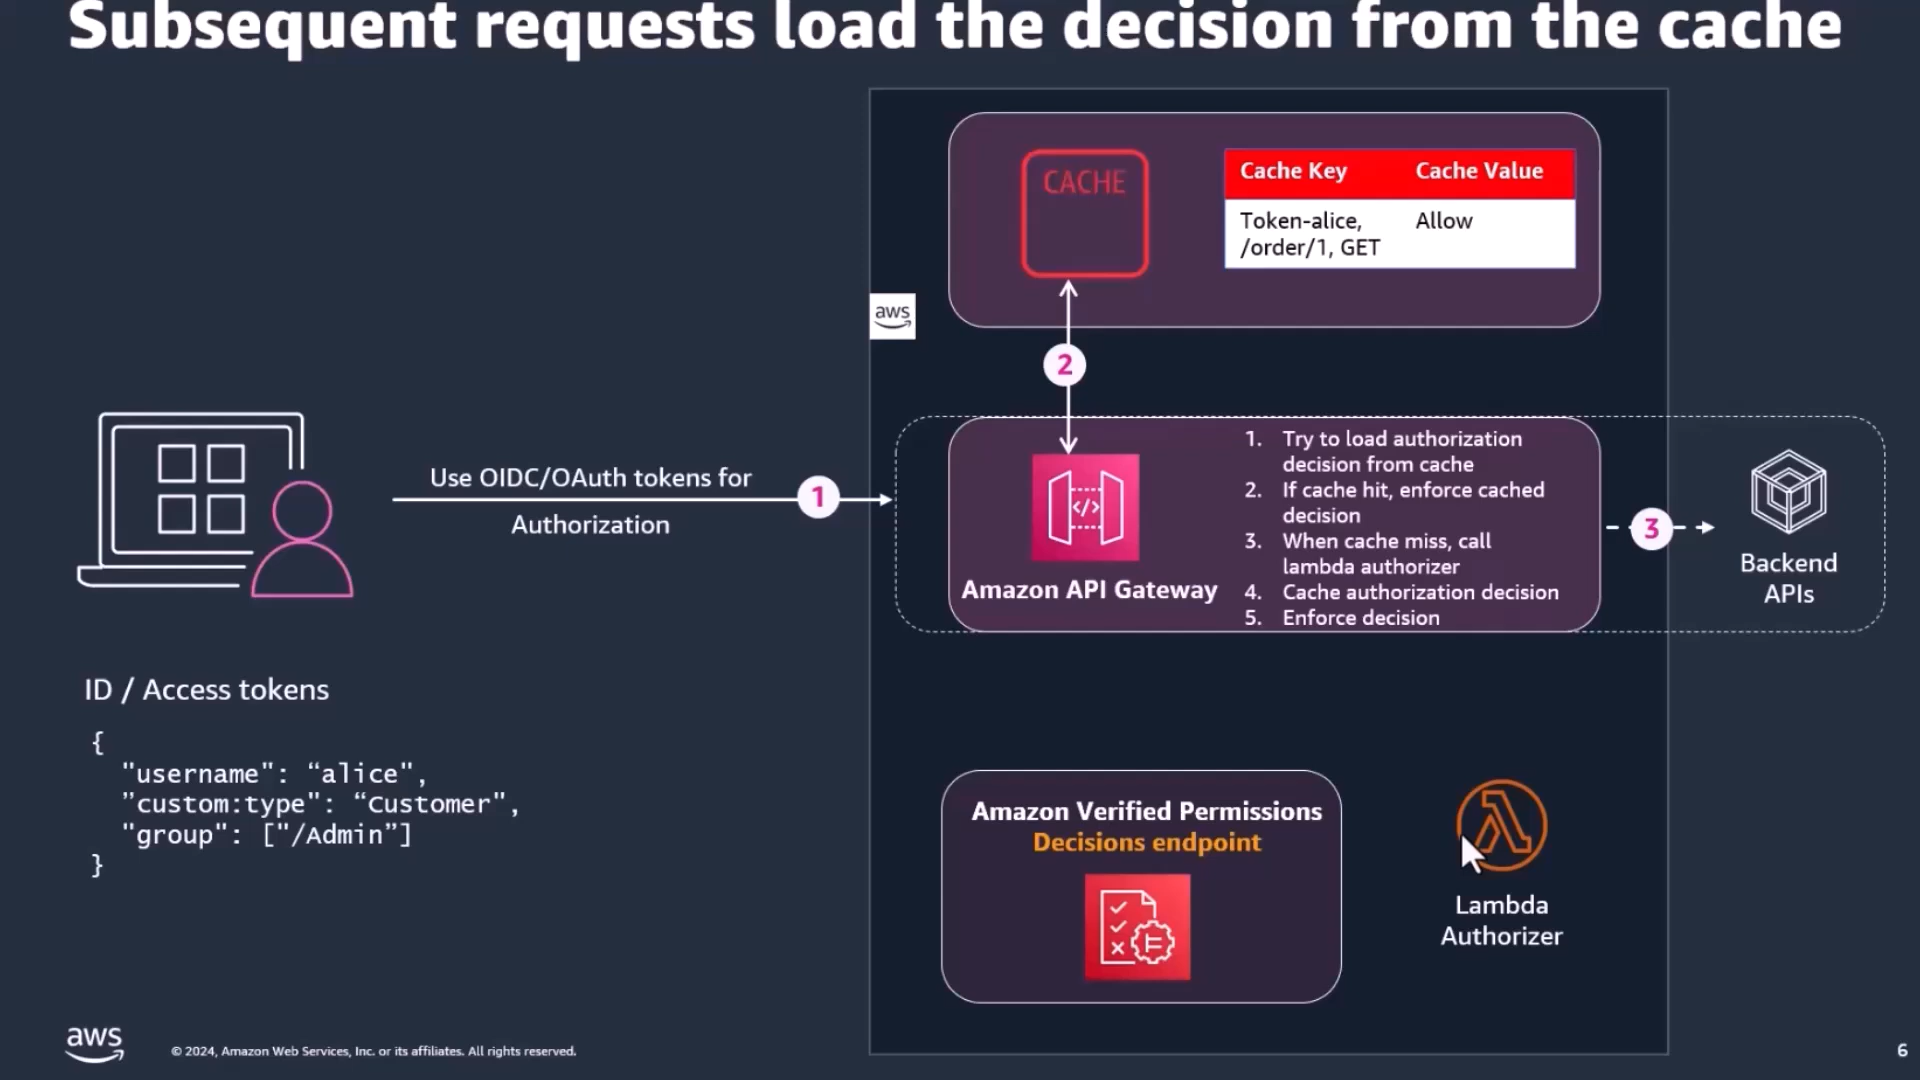 Subsequent requests load the decision from the cache
CACHE
Cache Key Cache Value
Token-alice, Allow
/order/1, GET
aws
2
Use OIDC/OAuth tokens for
Authorization
1
Amazon API Gateway
1. Try to load authorization
decision from cache
2. If cache hit, enforce cached
decision
3. When cache miss, call
lambda authorizer
4. Cache authorization decision
5. Enforce decision
3
Backend
APIs
ID / Access tokens
{
"username": “alice",
”custom:type": “Customer",
"group": ["/Admin”]
}
Amazon Verified Permissions
Decisions endpoint
Lambda
Authorizer
aws
© 2024, Amazon Web Services, Inc. or its affiliates. All rights reserved.
6